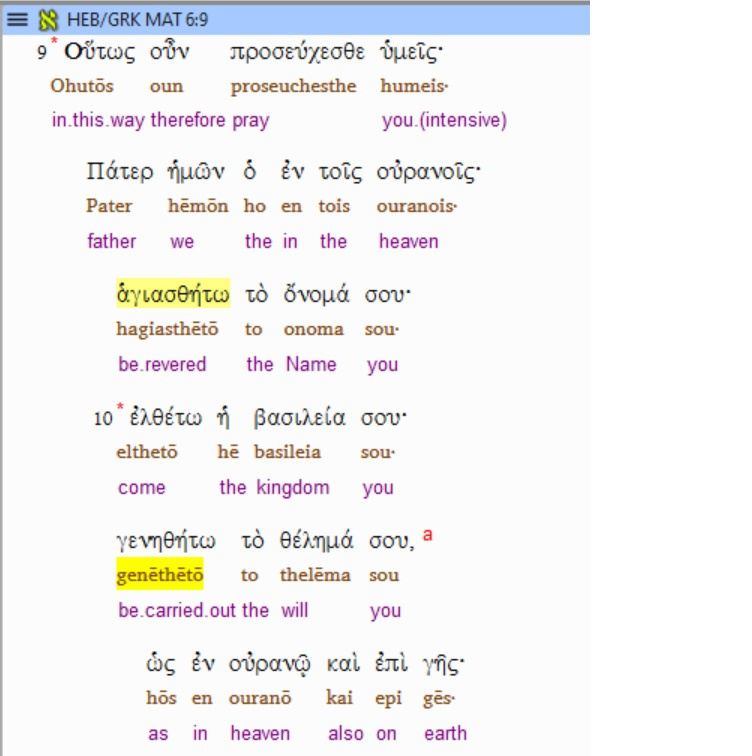 HEB/GRK MAT 6:9
9 * Οὕτως οὖν προσεύχεσθε ὑμεῖς·
Ohutōs oun proseuchesthe humeis·
in.this.way therefore pray you.(intensive)
Πάτερ ἡμῶν ὁ ἐν τοῖς οὐρανοῖς·
Pater hēmōn ho en tois ouranois·
father we the in the heaven
ἁγιασθήτω τὸ ὄνομά σου·
hagiasthētō to onoma sou·
be.revered the Name you
10 * ἐλθέτω ἡ βασιλεία σου·
elthetō hē basileia sou·
come the kingdom you
γενηθήτω τὸ θέλημά σου, a
genēthētō to thelēma sou
be.carried.out the will you
ὡς ἐν οὐρανῷ καὶ ἐπὶ γῆς·
hōs en ouranō kai epi gēs·
as in heaven also on earth